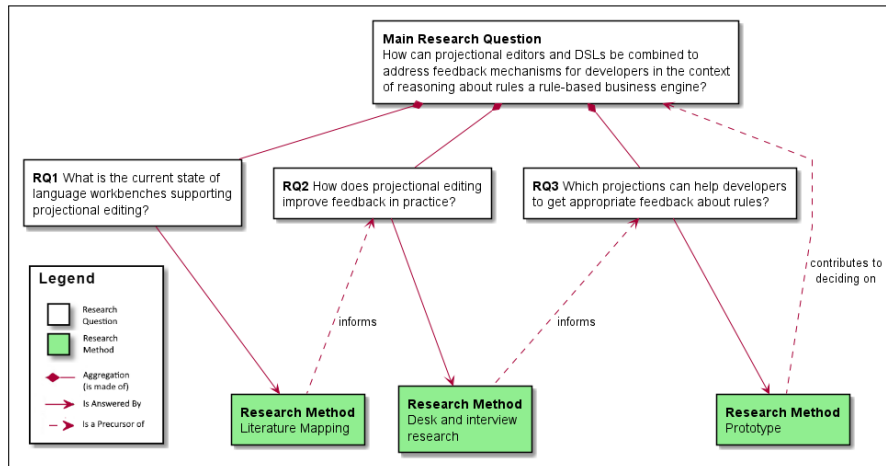 Main Research Question
How can projectional editors and DSLs be combined to
address feedback mechanisms for developers in the context
of reasoning about rules a rule-based business engine?
RQ1 What is the current state of
language workbenches supporting
projectional editing?
RQ2 How does projectional editing
improve feedback in practice?
RQ3 Which projections can help developers
to get appropriate feedback about rules?
contributes to
deciding on
informs
informs
Legend
Research
Question
Research
Method
Aggregation
(is made of)
Is Answered By
Is a Precursor of
Research Method
Literature Mapping
Research Method
Desk and interview
research
Research Method
Prototype